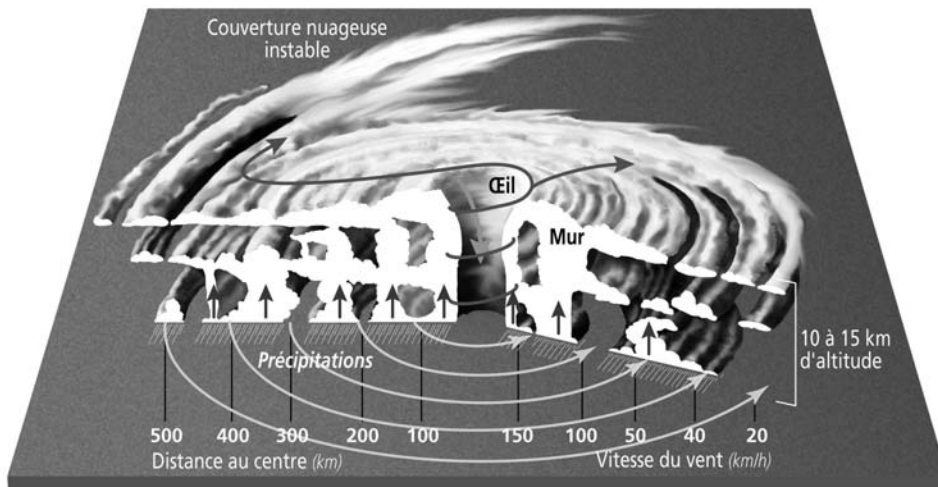 Couverture nuageuse
instable
Œil
Mur
10 à 15 km
d'altitude
Précipitations
500 400 300 200 100 150 100 50 40 20
Distance au centre (km) Vitesse du vent (km/h)